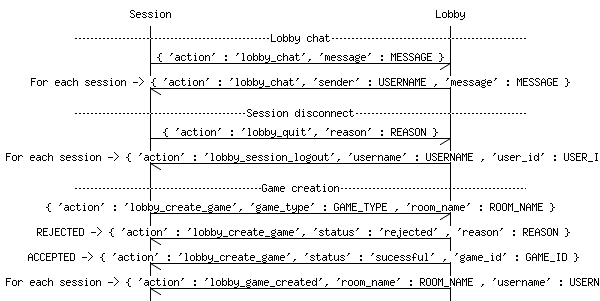 Session Lobby
Lobby chat
{ 'action' : 'lobby_chat', 'message' : MESSAGE }
For each session -> { 'action' : 'lobby_chat', 'sender' : USERNAME , 'message' : MESSAGE }
Session disconnect
{ 'action' : 'lobby_quit', 'reason' : REASON }
For each session -> { 'action' : 'lobby_session_logout', 'username' : USERNAME , 'user_id' : USER_I
Game creation
{ 'action' : 'lobby_create_game', 'game_type' : GAME_TYPE , 'room_name' : ROOM_NAME }
REJECTED -> { 'action' : 'lobby_create_game', 'status' : 'rejected' , 'reason' : REASON }
ACCEPTED -> { 'action' : 'lobby_create_game', 'status' : 'sucessful' , 'game_id' : GAME_ID }
For each session -> { 'action' : 'lobby_game_created', 'room_name' : ROOM_NAME , 'username' : USERN